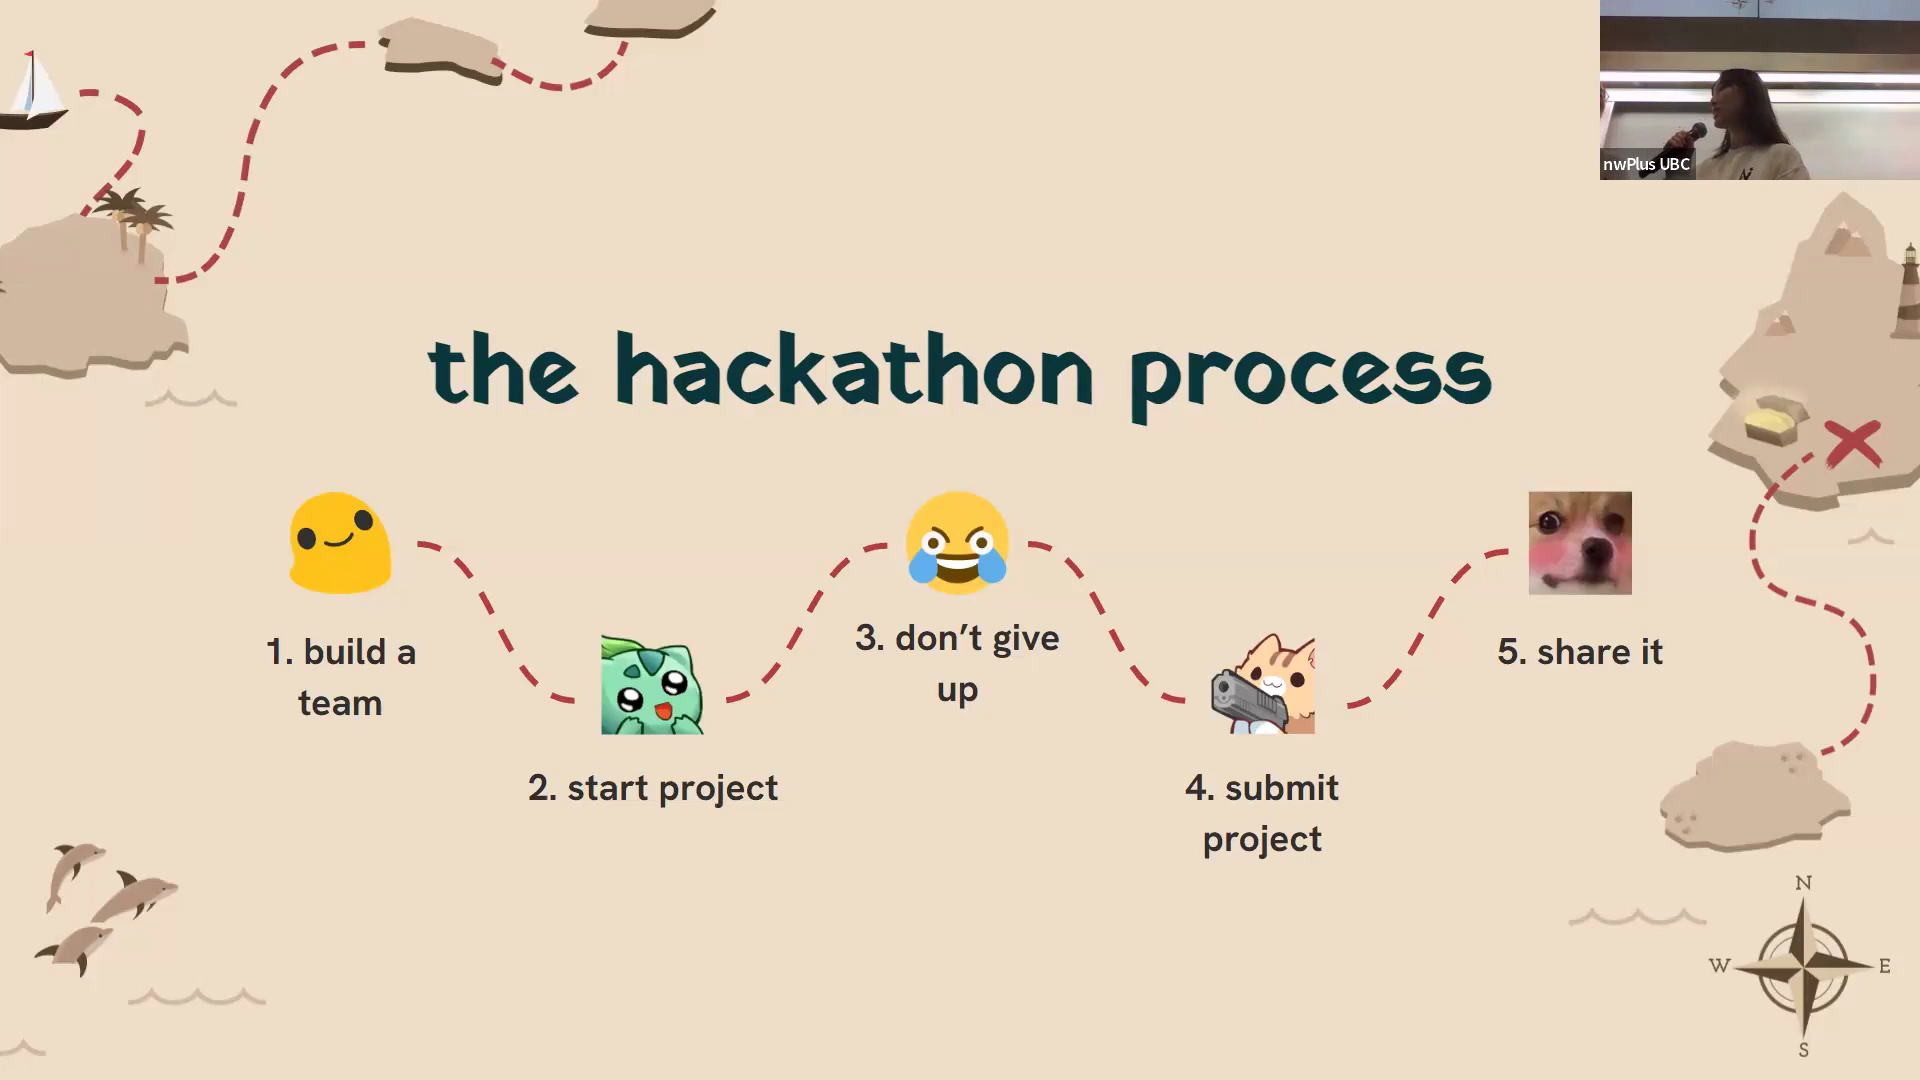 nwPlus UBC
the hackathon process
1. build a
team
2. start project
3. don’t give
up
4. submit
project
5. share it
N
W
E
S